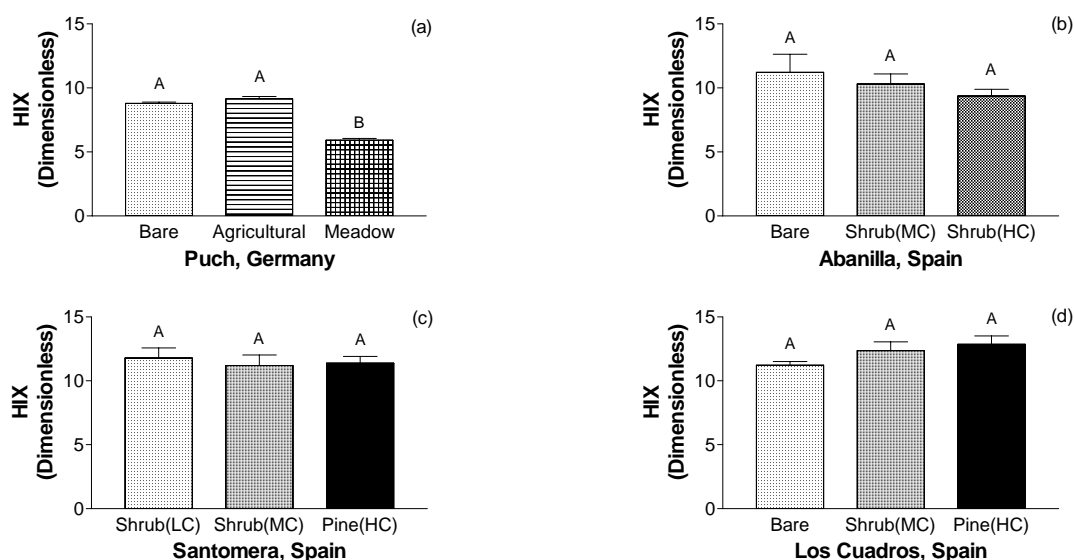 (a)
15
10
5
0
HIX
(Dimensionless)
A
A
B
Bare Agricultural Meadow
Puch, Germany
(b)
15
10
5
0
HIX
(Dimensionless)
A
A
A
Bare Shrub(MC) Shrub(HC)
Abanilla, Spain
(c)
15
10
5
0
HIX
(Dimensionless)
A
A
A
Shrub(LC) Shrub(MC) Pine(HC)
Santomera, Spain
(d)
15
10
5
0
HIX
(Dimensionless)
A
A
A
Bare Shrub(MC) Pine(HC)
Los Cuadros, Spain